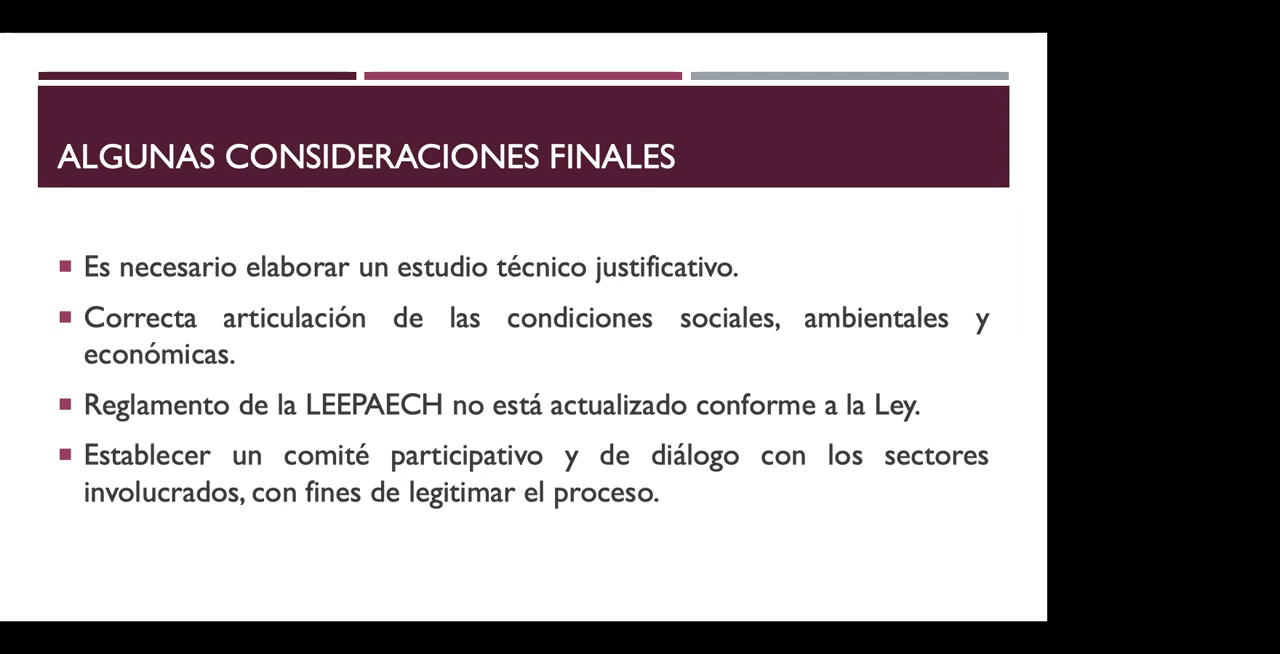 ALGUNAS CONSIDERACIONES FINALES
Es necesario elaborar un estudio técnico justificativo.
Correcta articulación de las condiciones sociales, ambientales y
económicas.
Reglamento de la LEEPAECH no está actualizado conforme a la Ley.
Establecer un comité participativo y de diálogo con los sectores
involucrados, con fines de legitimar el proceso.